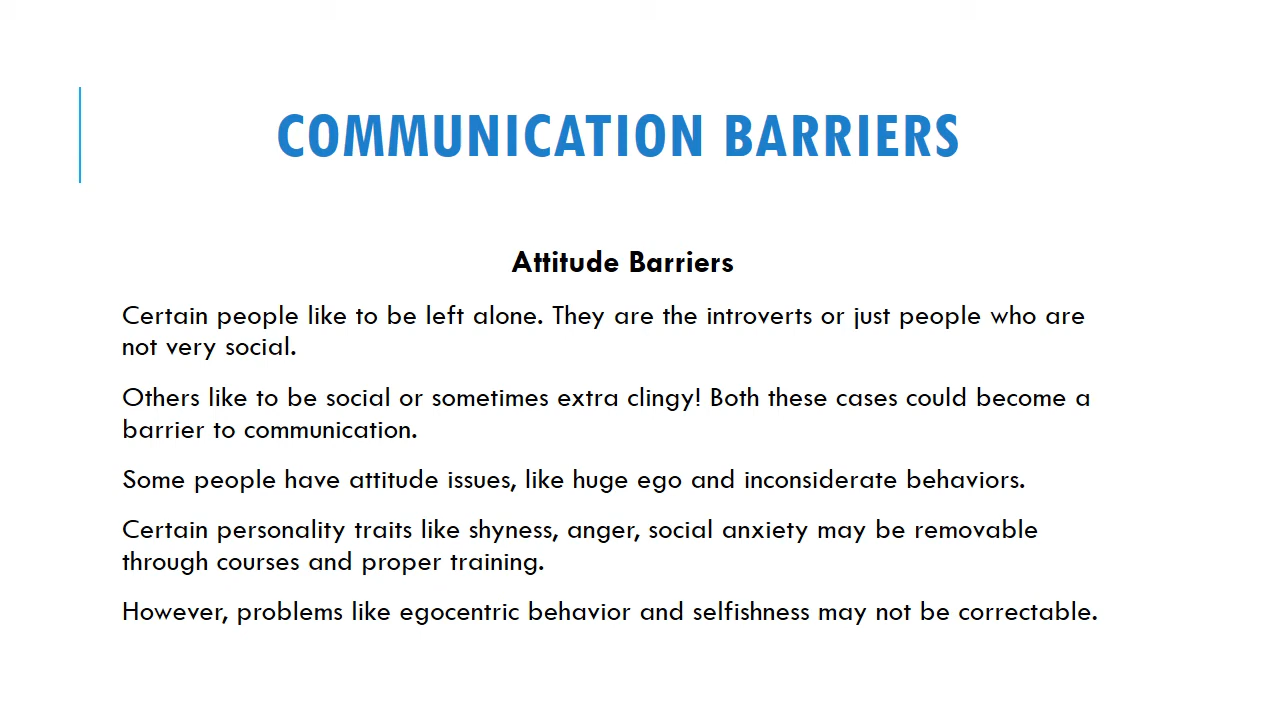 COMMUNICATION BARRIERS
Attitude Barriers
Certain people like to be left alone. They are the introverts or just people who are
not very social.
Others like to be social or sometimes extra clingy! Both these cases could become a
barrier to communication.
Some people have attitude issues, like huge ego and inconsiderate behaviors.
Certain personality traits like shyness, anger, social anxiety may be removable
through courses and proper training.
However, problems like egocentric behavior and selfishness may not be correctable.